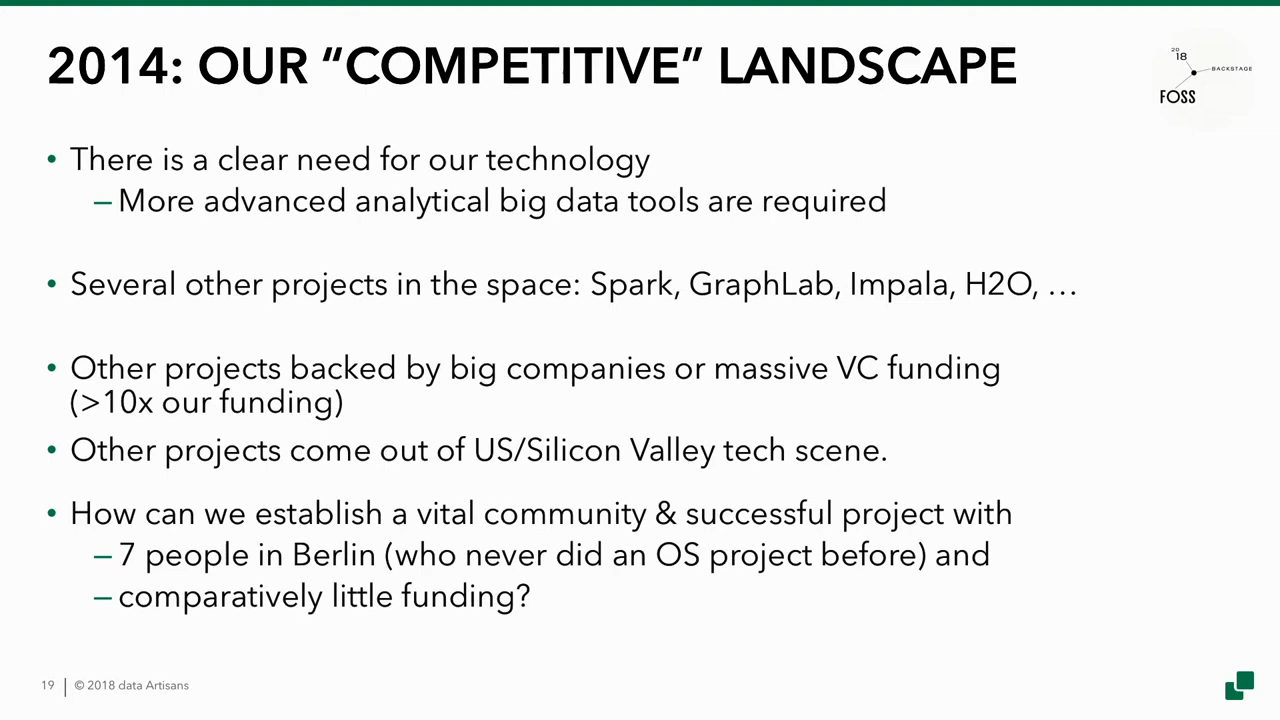 2014: OUR “COMPETITIVE” LANDSCAPE
20
18
BACKSTAGE
FOSS
• There is a clear need for our technology
– More advanced analytical big data tools are required
• Several other projects in the space: Spark, GraphLab, Impala, H2O, …
• Other projects backed by big companies or massive VC funding
(>10x our funding)
• Other projects come out of US/Silicon Valley tech scene.
• How can we establish a vital community & successful project with
– 7 people in Berlin (who never did an OS project before) and
– comparatively little funding?
19 | © 2018 data Artisans